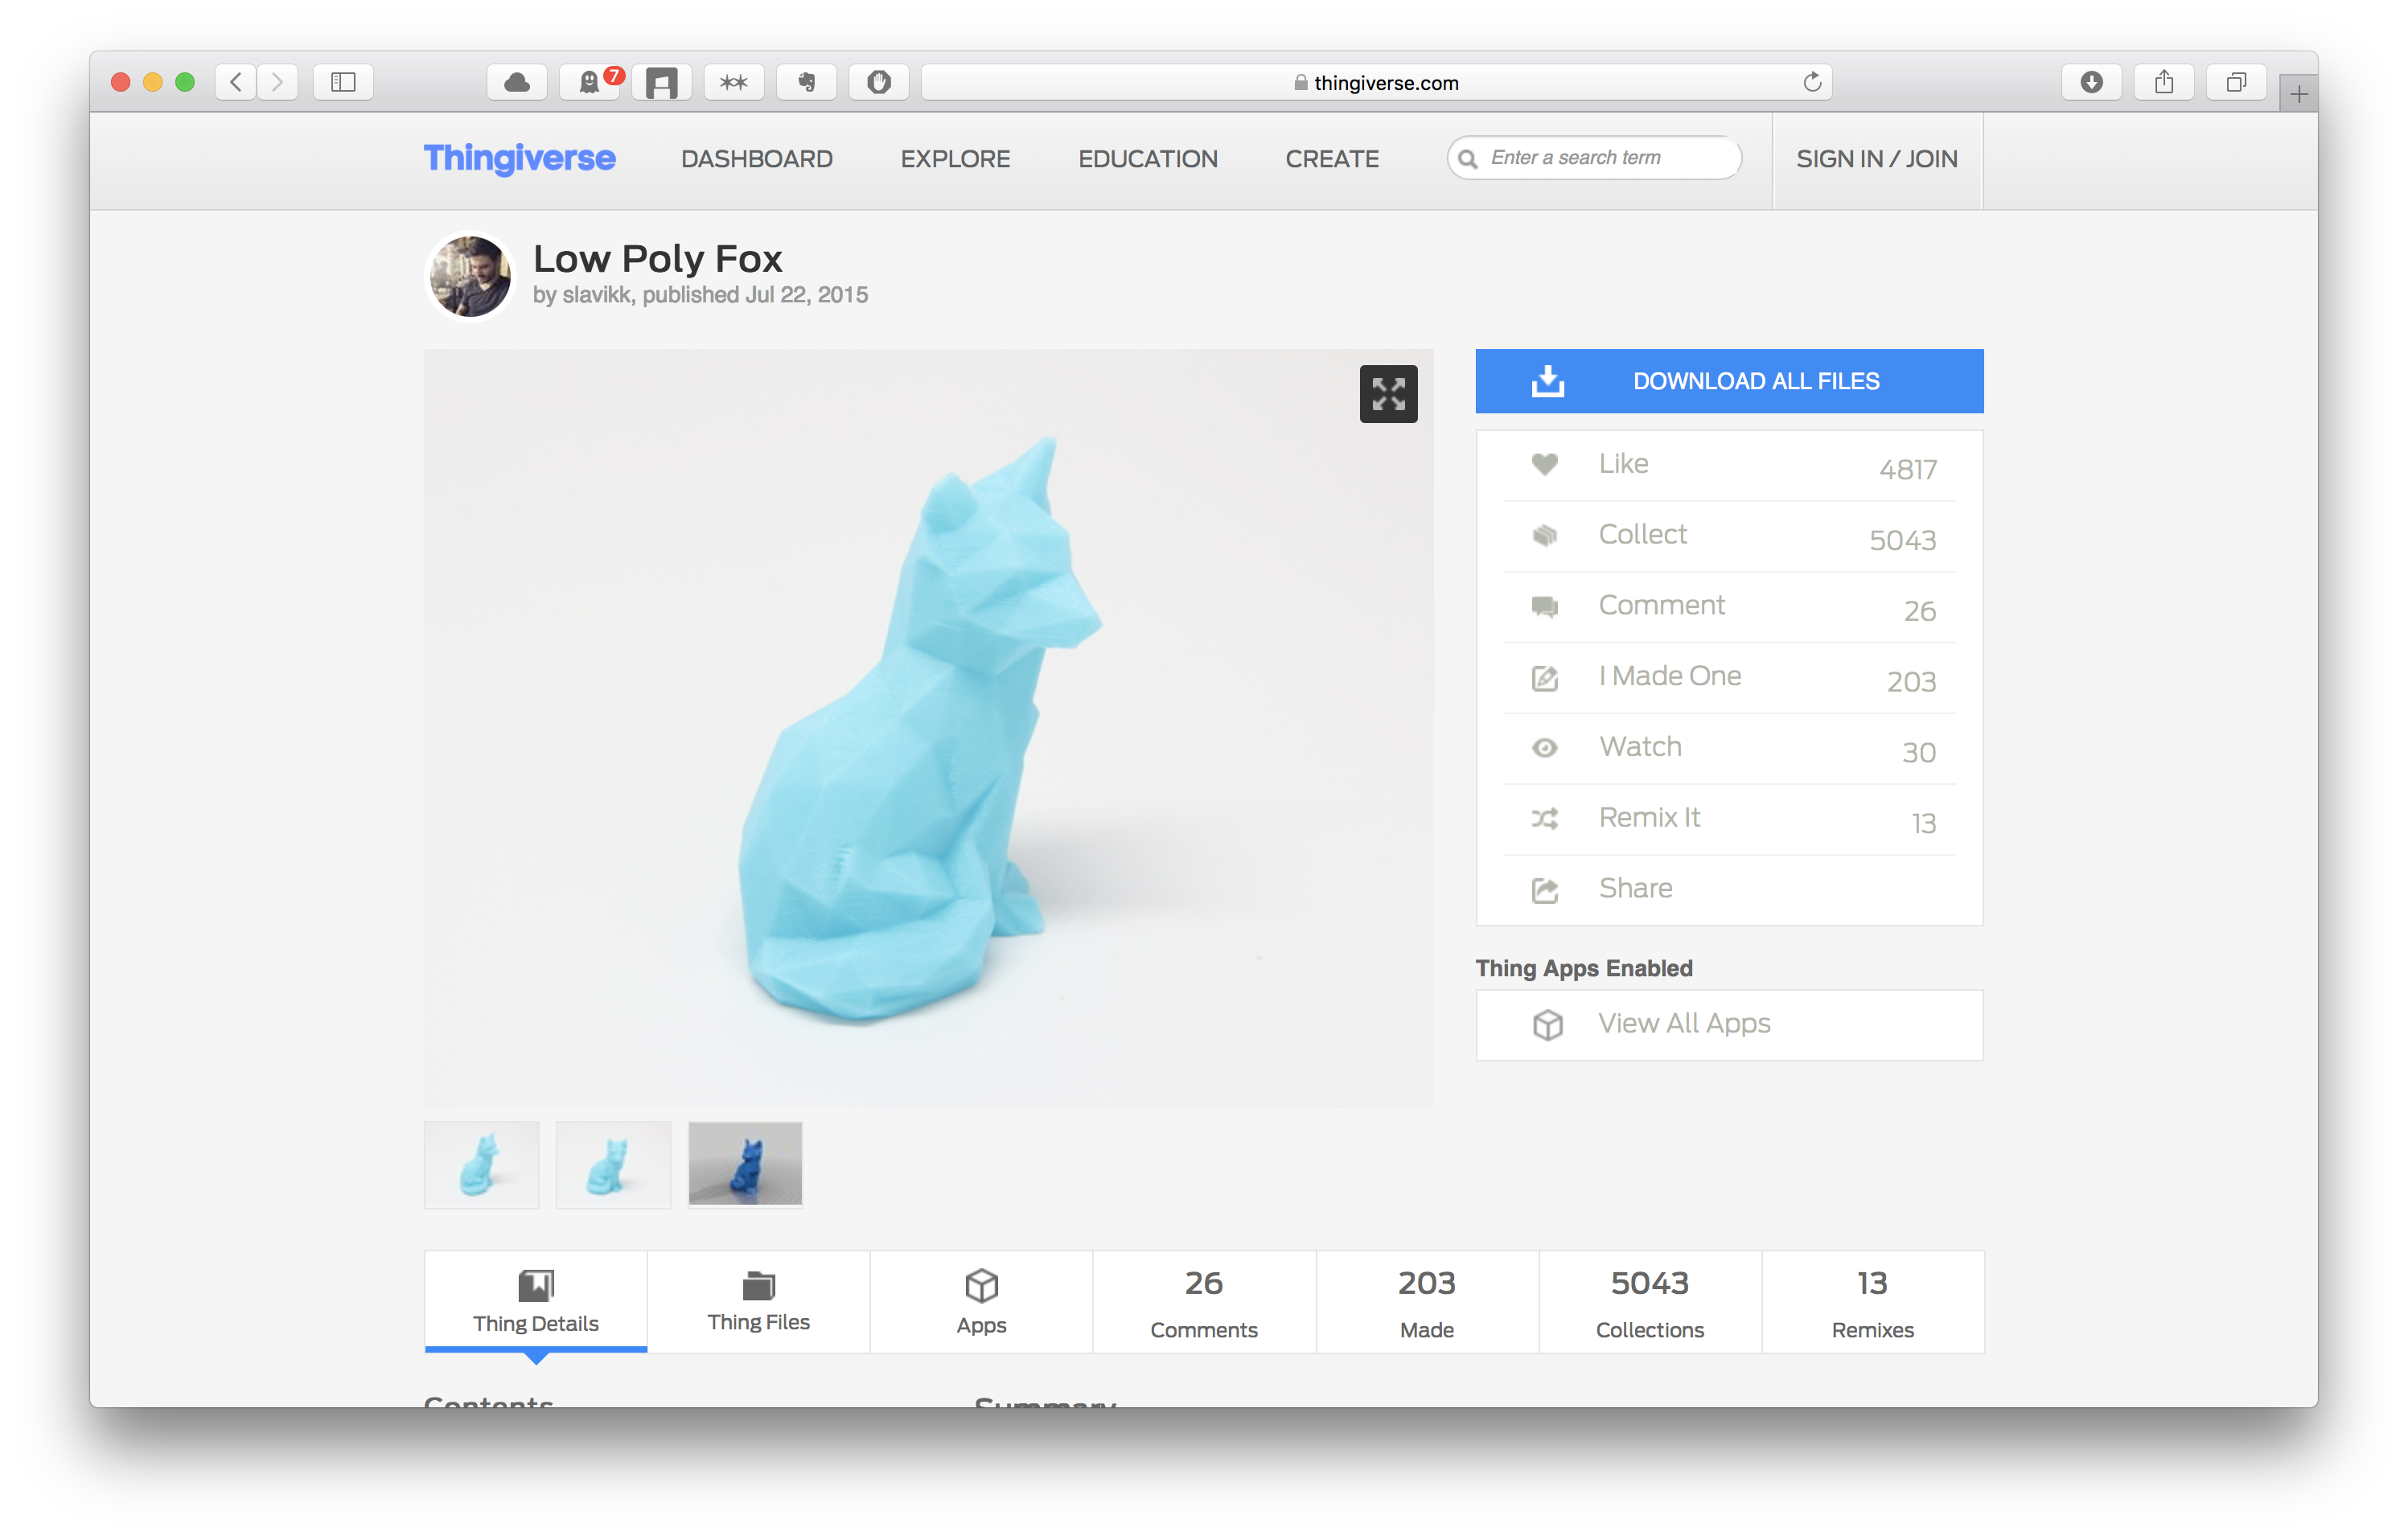 7
thingiverse.com
Thingiverse DASHBOARD EXPLORE EDUCATION CREATE Enter a search term SIGN IN / JOIN
Low Poly Fox
by slavikk, published Jul 22, 2015
DOWNLOAD ALL FILES
Like 4817
Collect 5043
Comment 26
I Made One 203
Watch 30
Remix It 13
Share
Thing Apps Enabled
View All Apps
Thing Details
Thing Files
Apps
26
Comments
203
Made
5043
Collections
13
Remixes
Contents
Summary